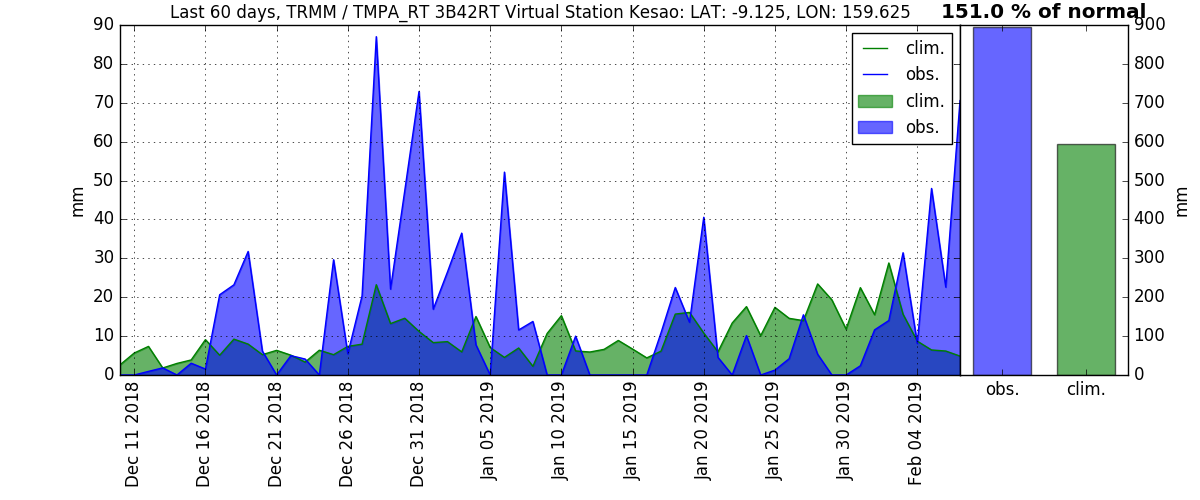 Last 60 days, TRMM / TMPA_RT 3B42RT Virtual Station Kesao: LAT: -9.125, LON: 159.625
151.0 % of normal
90
80
70
60
50
40
30
20
10
0
mm
clim.
obs.
clim.
obs.
900
800
700
600
500
400
300
200
100
0
mm
Dec 11 2018
Dec 16 2018
Dec 21 2018
Dec 26 2018
Dec 31 2018
Jan 05 2019
Jan 10 2019
Jan 15 2019
Jan 20 2019
Jan 25 2019
Jan 30 2019
Feb 04 2019
obs.
clim.